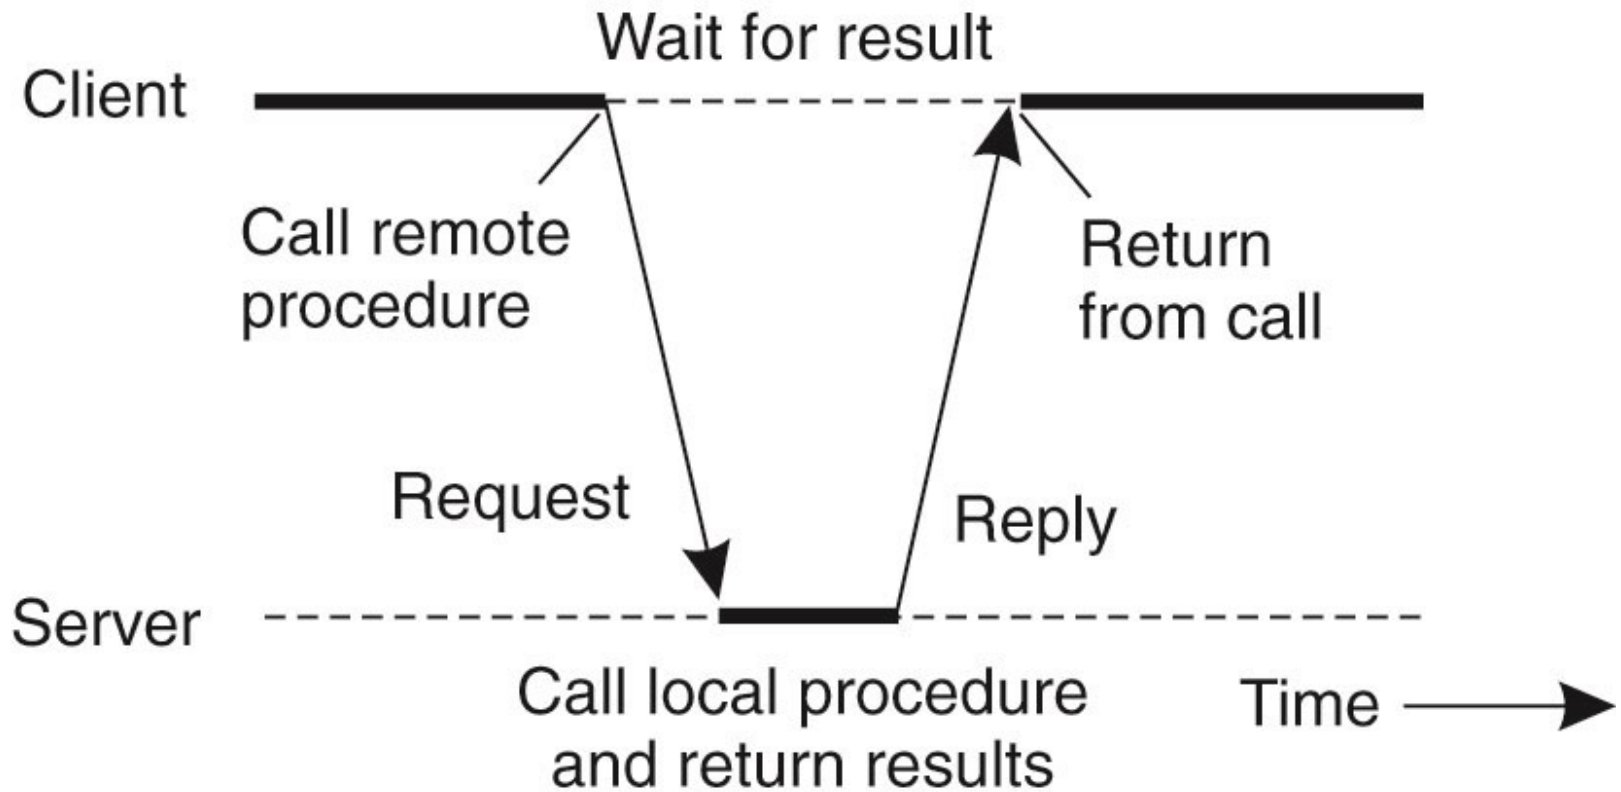 Wait for result
Client
Call remote
procedure
Return
from call
Request
Reply
Server
Call local procedure
and return results
Time